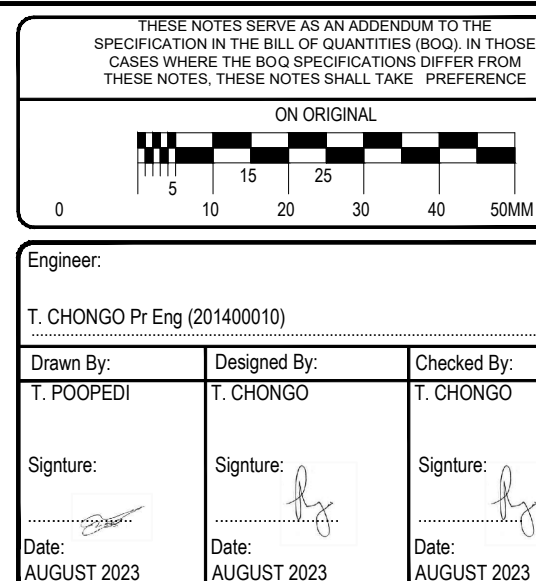 THESE NOTES SERVE AS AN ADDENDUM TO THE
SPECIFICATION IN THE BILL OF QUANTITIES (BOQ). IN THOSE
CASES WHERE THE BOQ SPECIFICATIONS DIFFER FROM
THESE NOTES, THESE NOTES SHALL TAKE PREFERENCE
ON ORIGINAL
5 15 25
0 10 20 30 40 50MM
Engineer:
T. CHONGO Pr Eng (201400010)
Drawn By: Designed By: Checked By:
T. POOPEDI T. CHONGO T. CHONGO
Signture: Signture: Signture:
Date: Date: Date:
AUGUST 2023 AUGUST 2023 AUGUST 2023